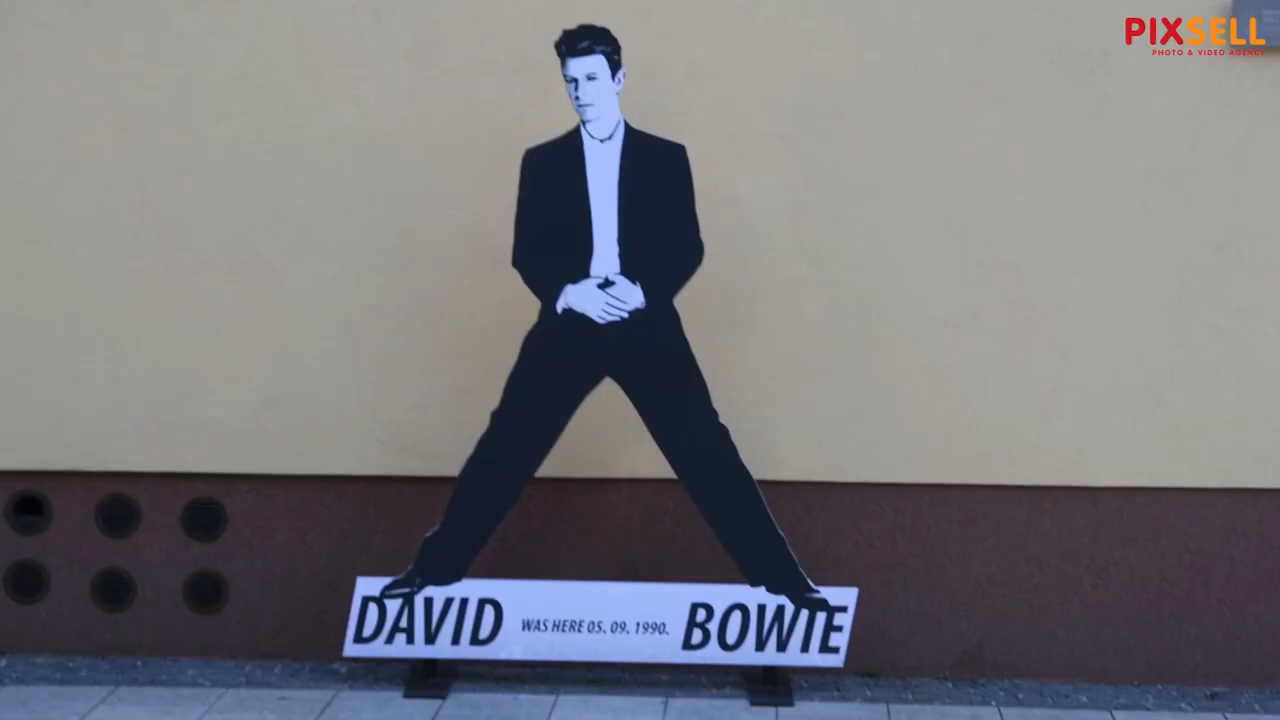 PIXSELL
PHOTO & VIDEO AGENCY
DAVID WAS HERE 05. 09. 1990. BOWIE